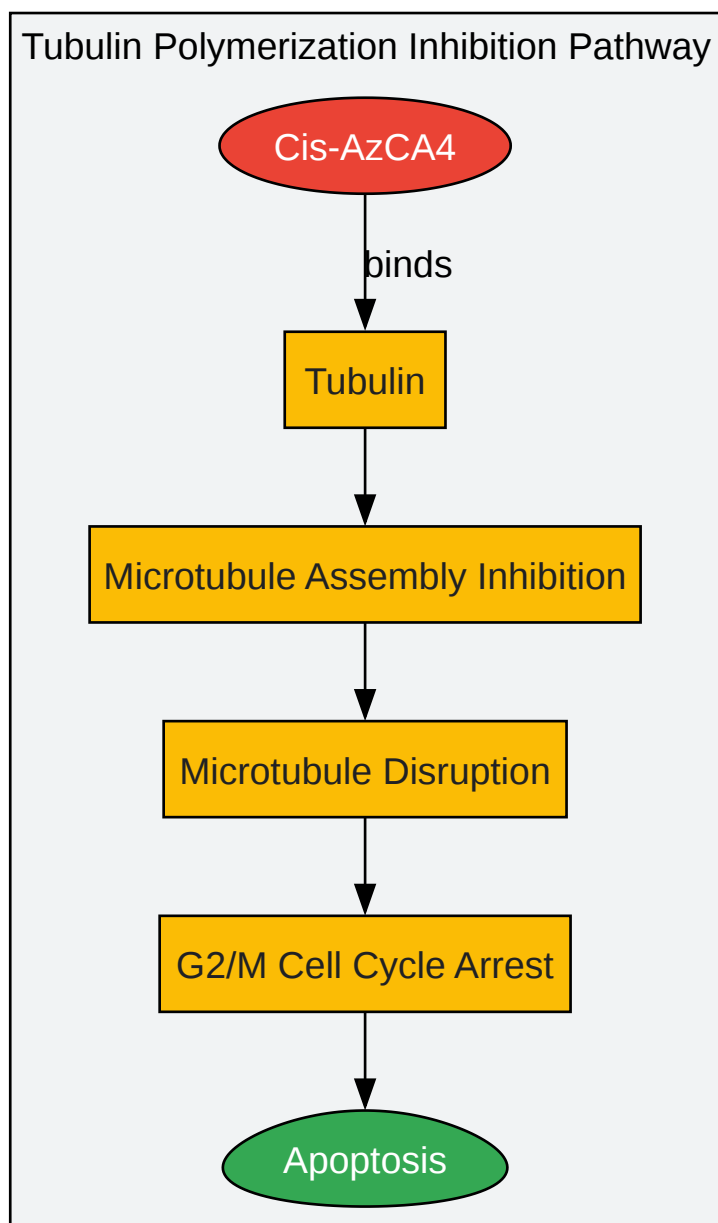 Tubulin Polymerization Inhibition Pathway
Cis-AzCA4
binds
Tubulin
Microtubule Assembly Inhibition
Microtubule Disruption
G2/M Cell Cycle Arrest
Apoptosis